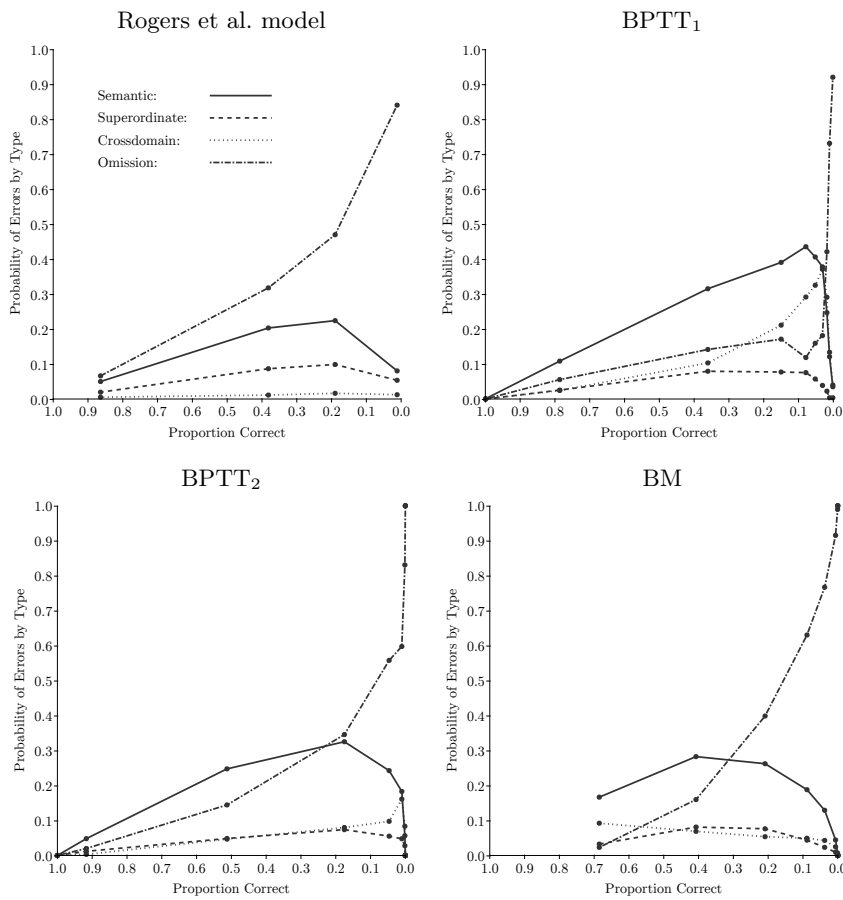 Rogers et al. model
Probability of Errors by Type
1.0
0.9
0.8
0.7
0.6
0.5
0.4
0.3
0.2
0.1
0.0
Semantic:
Superordinate:
Crossdomain:
Omission:
1.0 0.9 0.8 0.7 0.6 0.5 0.4 0.3 0.2 0.1 0.0
Proportion Correct
BPTT₁
Probability of Errors by Type
1.0
0.9
0.8
0.7
0.6
0.5
0.4
0.3
0.2
0.1
0.0
1.0 0.9 0.8 0.7 0.6 0.5 0.4 0.3 0.2 0.1 0.0
Proportion Correct
BPTT₂
Probability of Errors by Type
1.0
0.9
0.8
0.7
0.6
0.5
0.4
0.3
0.2
0.1
0.0
1.0 0.9 0.8 0.7 0.6 0.5 0.4 0.3 0.2 0.1 0.0
Proportion Correct
BM
Probability of Errors by Type
1.0
0.9
0.8
0.7
0.6
0.5
0.4
0.3
0.2
0.1
0.0
1.0 0.9 0.8 0.7 0.6 0.5 0.4 0.3 0.2 0.1 0.0
Proportion Correct